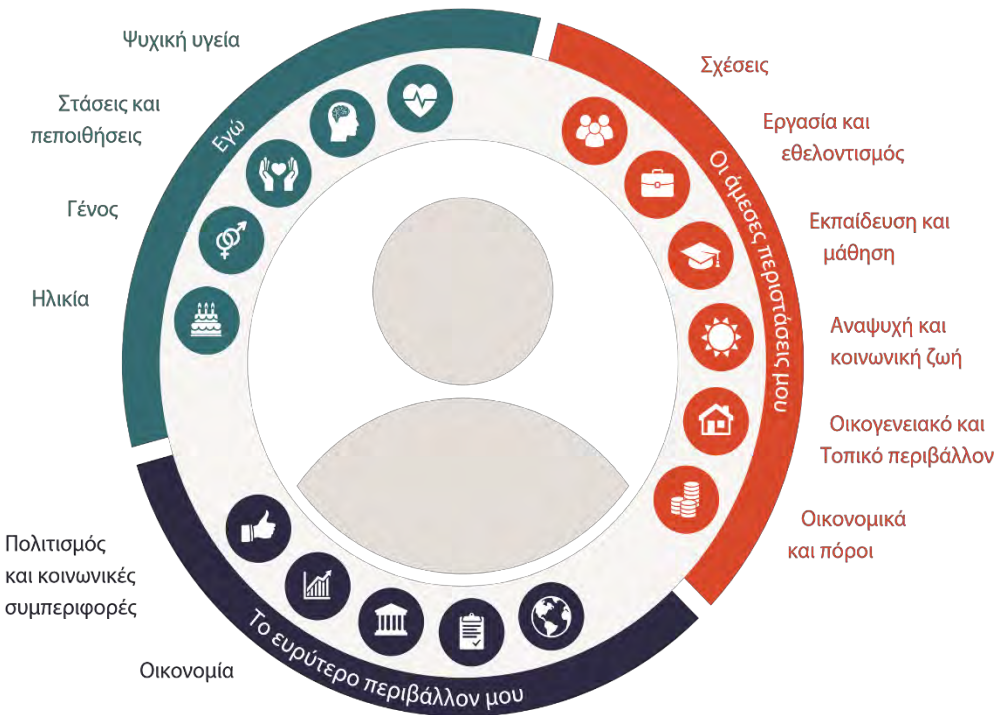 Ψυχική υγεία
Στάσεις και
πεποιθήσεις
Γένος
Ηλικία
Εγώ
Σχέσεις
Εργασία και
εθελοντισμός
Εκπαίδευση και
μάθηση
Αναψυχή και
κοινωνική ζωή
Οικογενειακό και
Τοπικό περιβάλλον
Οικονομικά
και πόροι
Οι άμεσες περιστάσεις μου
Πολιτισμός
και κοινωνικές
συμπεριφορές
Οικονομία
Το ευρύτερο περιβάλλον μου